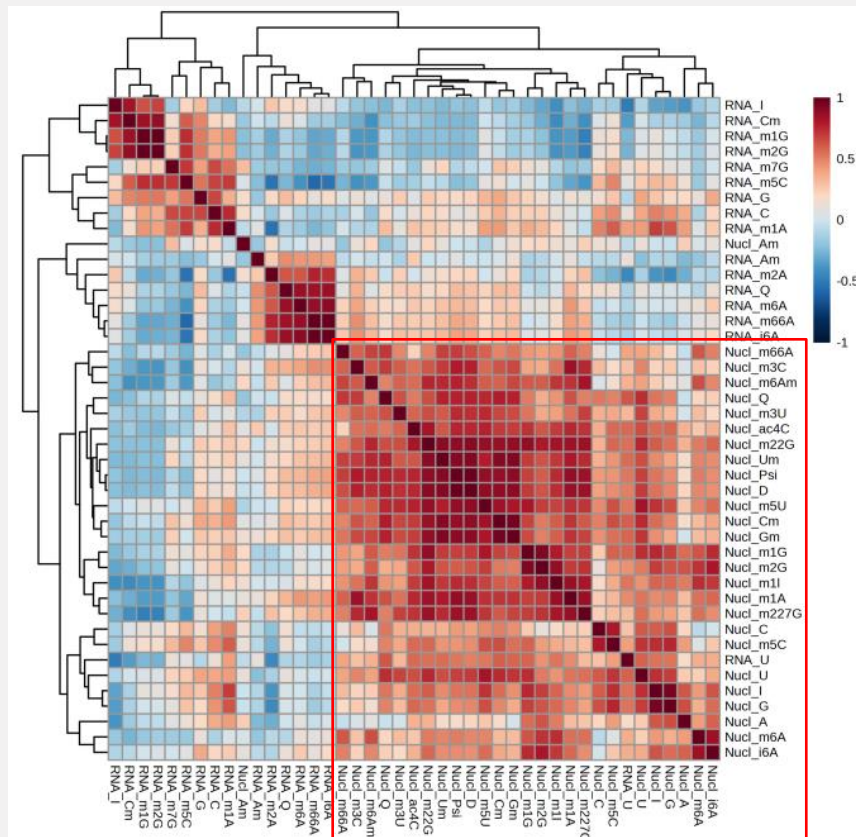 RNA_I
RNA_Cm
RNA_m1G
RNA_m2G
RNA_m7G
RNA_m5C
RNA_G
RNA_C
RNA_m1A
Nucl_Am
RNA_Am
RNA_m2A
RNA_Q
RNA_m6A
RNA_m66A
RNA_i6A
Nucl_m66A
Nucl_m3C
Nucl_m6Am
Nucl_Q
Nucl_m3U
Nucl_ac4C
Nucl_m22G
Nucl_Um
Nucl_Psi
Nucl_D
Nucl_m5U
Nucl_Cm
Nucl_Gm
Nucl_m1G
Nucl_m2G
Nucl_m1I
Nucl_m1A
Nucl_m227G
Nucl_C
Nucl_m5C
RNA_U
Nucl_U
Nucl_I
Nucl_G
Nucl_A
Nucl_m6A
Nucl_i6A
1
0.5
0
-0.5
-1
RNA_I
RNA_Cm
RNA_m1G
RNA_m2G
RNA_m7G
RNA_m5C
RNA_G
RNA_C
RNA_m1A
Nucl_Am
RNA_Am
RNA_m2A
RNA_Q
RNA_m6A
RNA_m66A
RNA_i6A
Nucl_m66A
Nucl_m3C
Nucl_m6Am
Nucl_Q
Nucl_m3U
Nucl_ac4C
Nucl_m22G
Nucl_Um
Nucl_Psi
Nucl_D
Nucl_m5U
Nucl_Cm
Nucl_Gm
Nucl_m1G
Nucl_m2G
Nucl_m1I
Nucl_m1A
Nucl_m227G
Nucl_C
Nucl_m5C
RNA_U
Nucl_U
Nucl_I
Nucl_G
Nucl_A
Nucl_m6A
Nucl_i6A